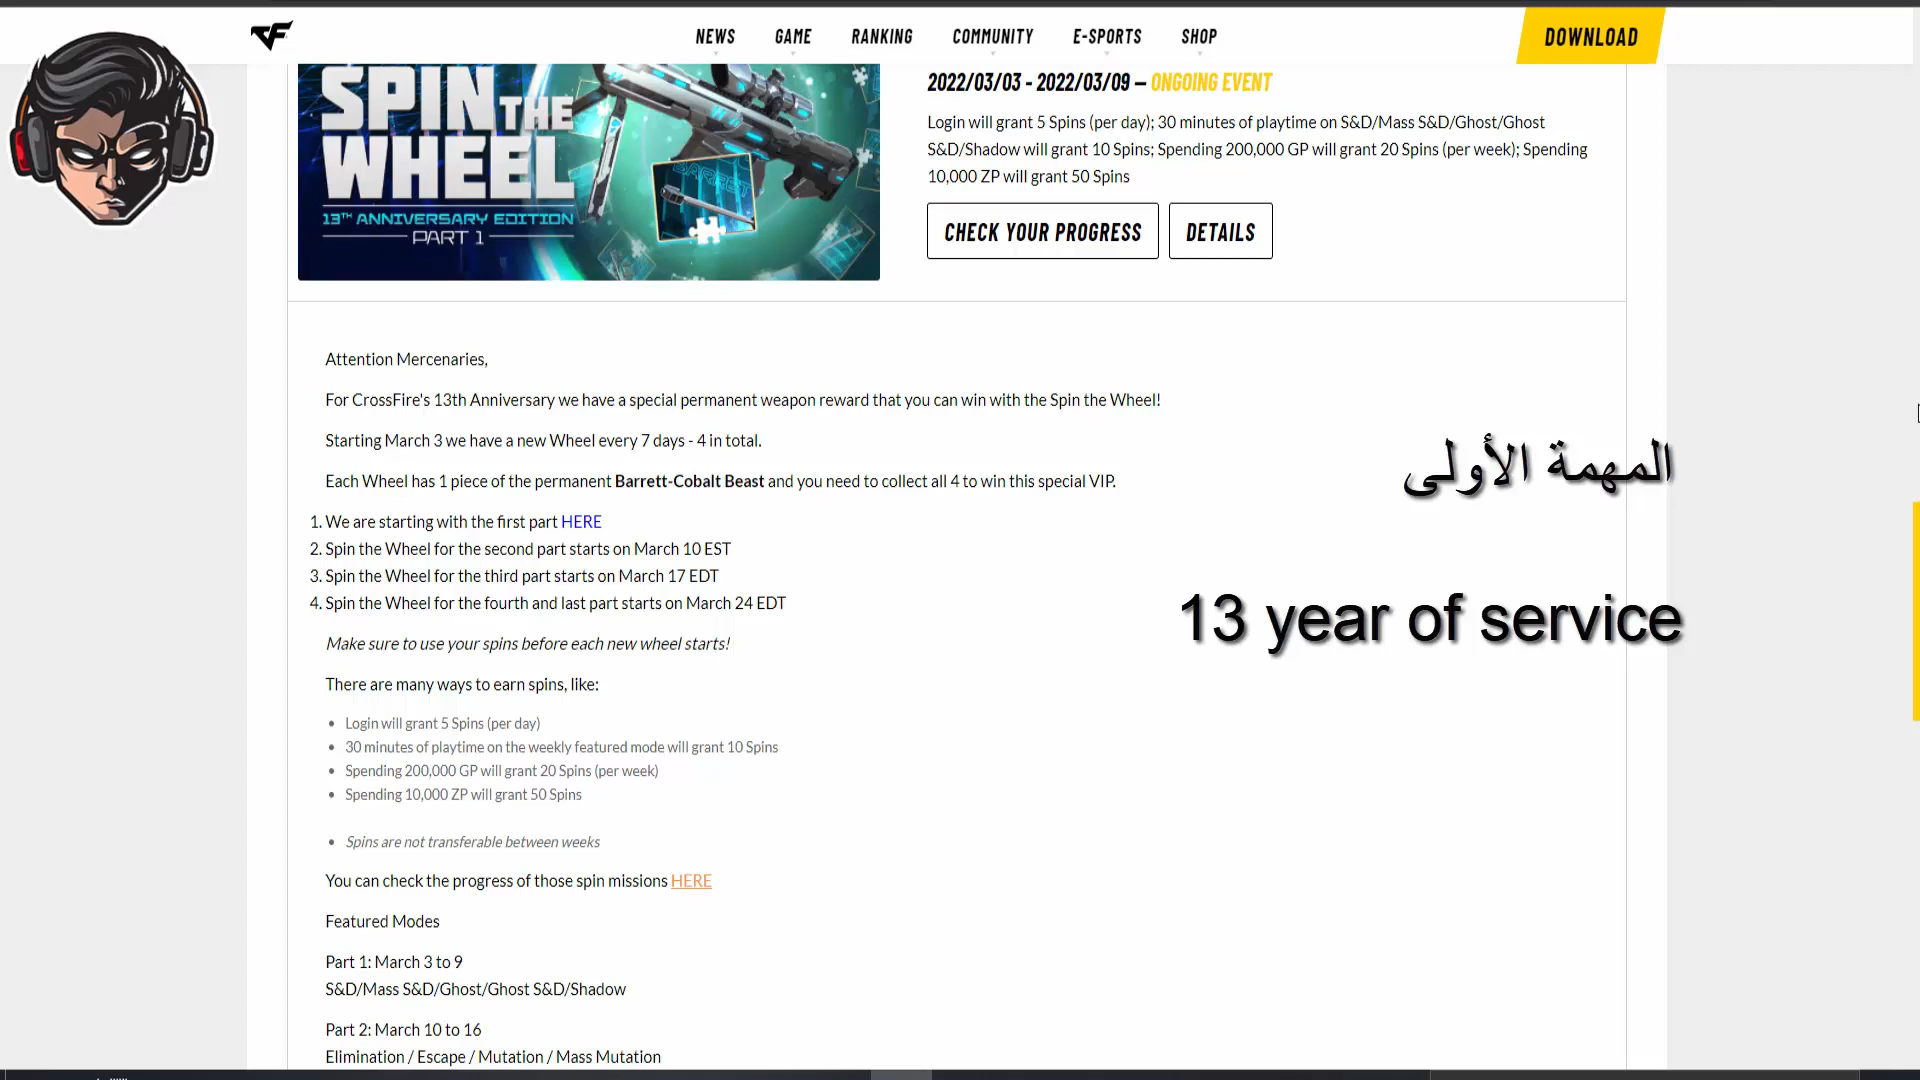 NEWS
GAME
RANKING
COMMUNITY
E-SPORTS
SHOP
DOWNLOAD
SPIN THE
WHEEL
13TH ANNIVERSARY EDITION
PART 1
BARRETT
2022/03/03 - 2022/03/09 — ONGOING EVENT
Login will grant 5 Spins (per day); 30 minutes of playtime on S&D/Mass S&D/Ghost/Ghost
S&D/Shadow will grant 10 Spins; Spending 200,000 GP will grant 20 Spins (per week); Spending
10,000 ZP will grant 50 Spins
CHECK YOUR PROGRESS
DETAILS
Attention Mercenaries,
For CrossFire's 13th Anniversary we have a special permanent weapon reward that you can win with the Spin the Wheel!
Starting March 3 we have a new Wheel every 7 days - 4 in total.
Each Wheel has 1 piece of the permanent Barrett-Cobalt Beast and you need to collect all 4 to win this special VIP.
المهمة الأولى
1. We are starting with the first part HERE
2. Spin the Wheel for the second part starts on March 10 EST
3. Spin the Wheel for the third part starts on March 17 EDT
4. Spin the Wheel for the fourth and last part starts on March 24 EDT
13 year of service
Make sure to use your spins before each new wheel starts!
There are many ways to earn spins, like:
• Login will grant 5 Spins (per day)
• 30 minutes of playtime on the weekly featured mode will grant 10 Spins
• Spending 200,000 GP will grant 20 Spins (per week)
• Spending 10,000 ZP will grant 50 Spins
• Spins are not transferable between weeks
You can check the progress of those spin missions HERE
Featured Modes
Part 1: March 3 to 9
S&D/Mass S&D/Ghost/Ghost S&D/Shadow
Part 2: March 10 to 16
Elimination / Escape / Mutation / Mass Mutation